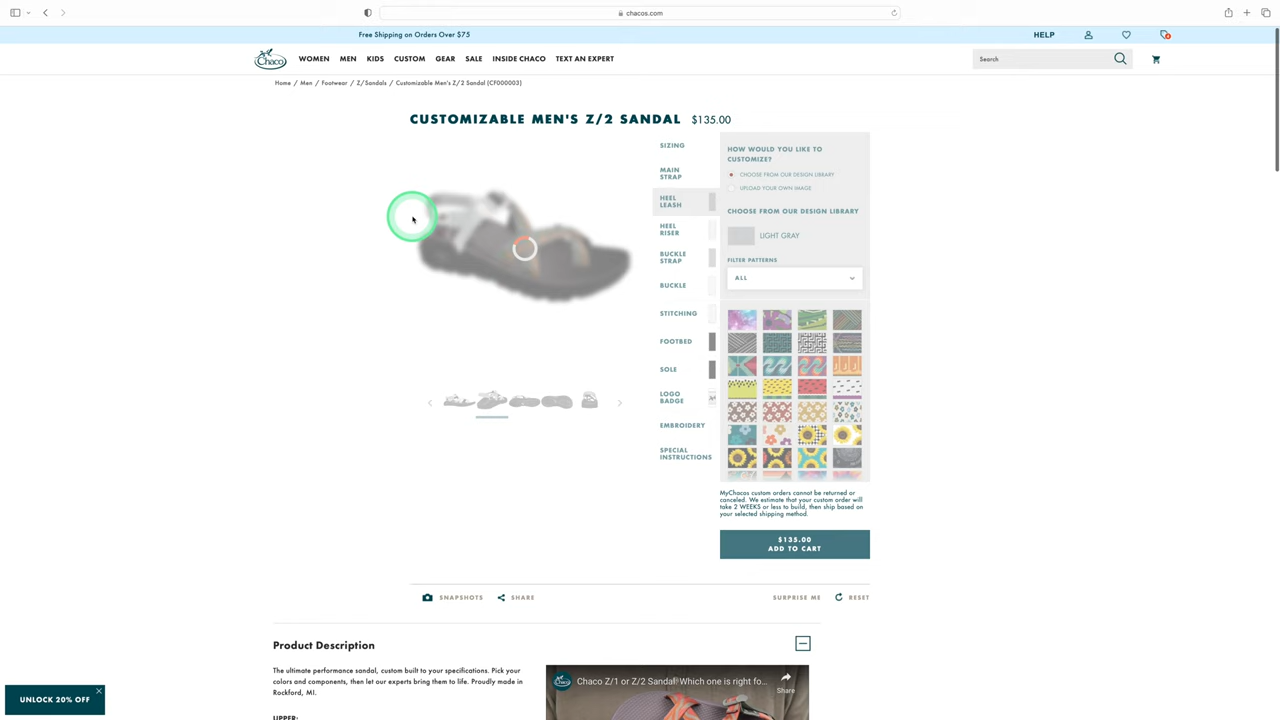 chacos.com
Free Shipping on Orders Over $75
HELP
Chaco
WOMEN
MEN
KIDS
CUSTOM
GEAR
SALE
INSIDE CHACO
TEXT AN EXPERT
Search
Home / Men / Footwear / Z/Sandals / Customizable Men's Z/2 Sandal (CF000003)
CUSTOMIZABLE MEN'S Z/2 SANDAL $135.00
SIZING
MAIN
STRAP
HEEL
LEASH
HEEL
RISER
BUCKLE
STRAP
BUCKLE
STITCHING
FOOTBED
SOLE
LOGO
BADGE
EMBROIDERY
SPECIAL
INSTRUCTIONS
HOW WOULD YOU LIKE TO
CUSTOMIZE?
CHOOSE FROM OUR DESIGN LIBRARY
UPLOAD YOUR OWN IMAGE
CHOOSE FROM OUR DESIGN LIBRARY
LIGHT GRAY
FILTER PATTERNS
ALL
MyChacos custom orders cannot be returned or
canceled. We estimate that your custom order will
take 2 WEEKS or less to build, then ship based on
your selected shipping method.
$135.00
ADD TO CART
SNAPSHOTS
SHARE
SURPRISE ME
RESET
Product Description
The ultimate performance sandal, custom built to your specifications. Pick your
colors and components, then let our experts bring them to life. Proudly made in
Rockford, MI.
UPPER:
Chaco Z/1 or Z/2 Sandal: Which one is right fo...
Share
UNLOCK 20% OFF